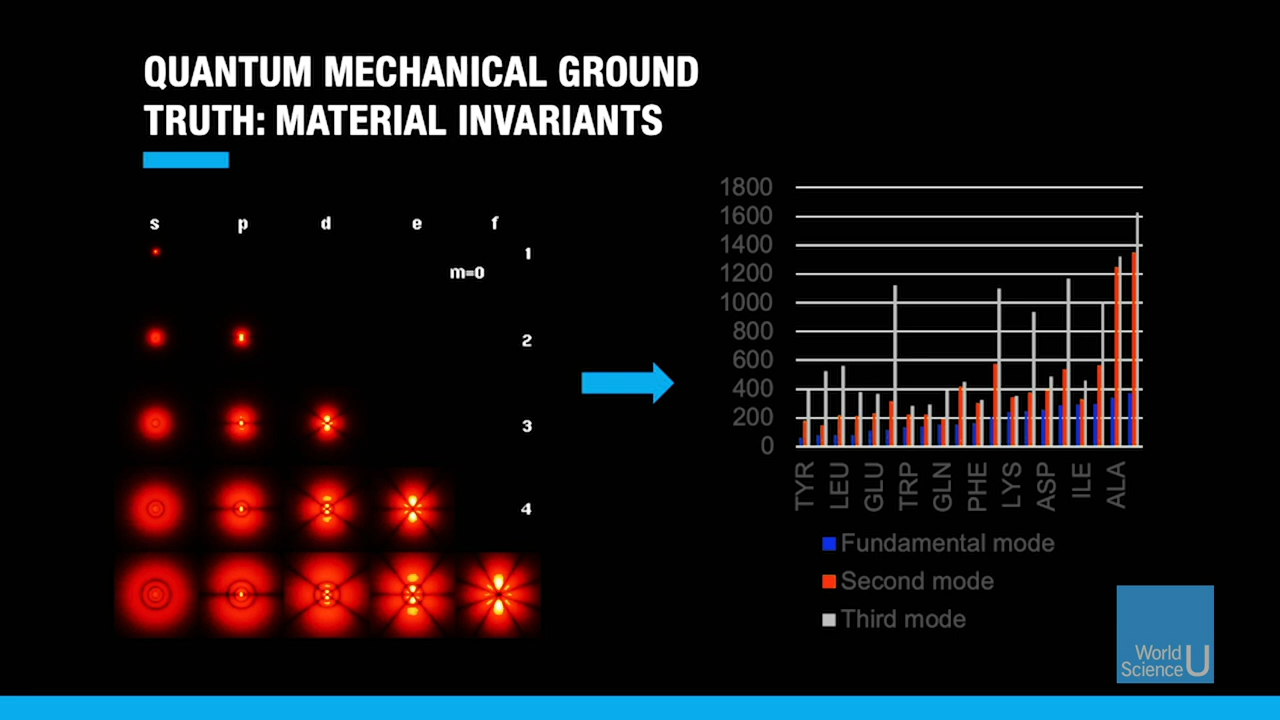 QUANTUM MECHANICAL GROUND
TRUTH: MATERIAL INVARIANTS
s p d e f
1
m=0
2
3
4
1800
1600
1400
1200
1000
800
600
400
200
0
TYR LEU GLU TRP GLN PHE LYS ASP ILE ALA
Fundamental mode
Second mode
Third mode
World
Science U